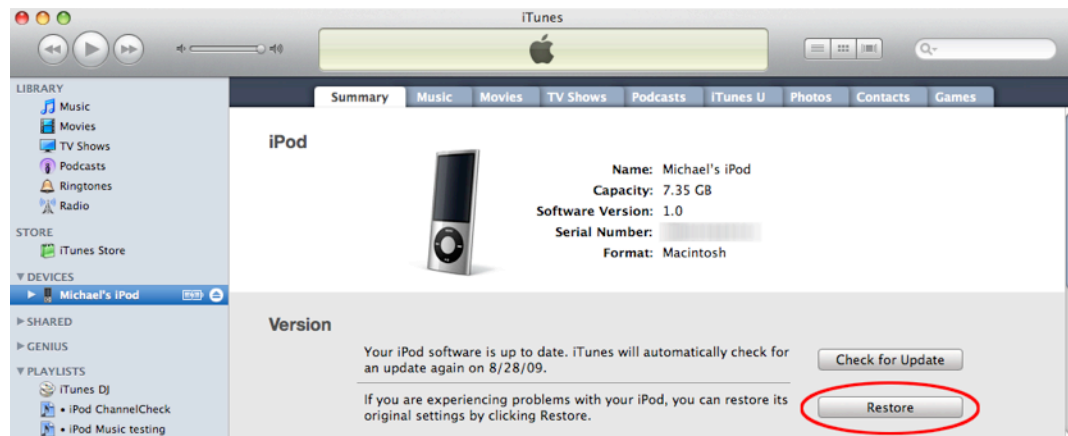 iTunes
LIBRARY
Music
Movies
TV Shows
Podcasts
Ringtones
Radio
STORE
iTunes Store
DEVICES
Michael's iPod
SHARED
GENIUS
PLAYLISTS
iTunes DJ
• iPod ChannelCheck
• iPod Music testing
Summary Music Movies TV Shows Podcasts iTunes U Photos Contacts Games
iPod
Name: Michael's iPod
Capacity: 7.35 GB
Software Version: 1.0
Serial Number:
Format: Macintosh
Version
Your iPod software is up to date. iTunes will automatically check for
an update again on 8/28/09.
Check for Update
If you are experiencing problems with your iPod, you can restore its
original settings by clicking Restore.
Restore